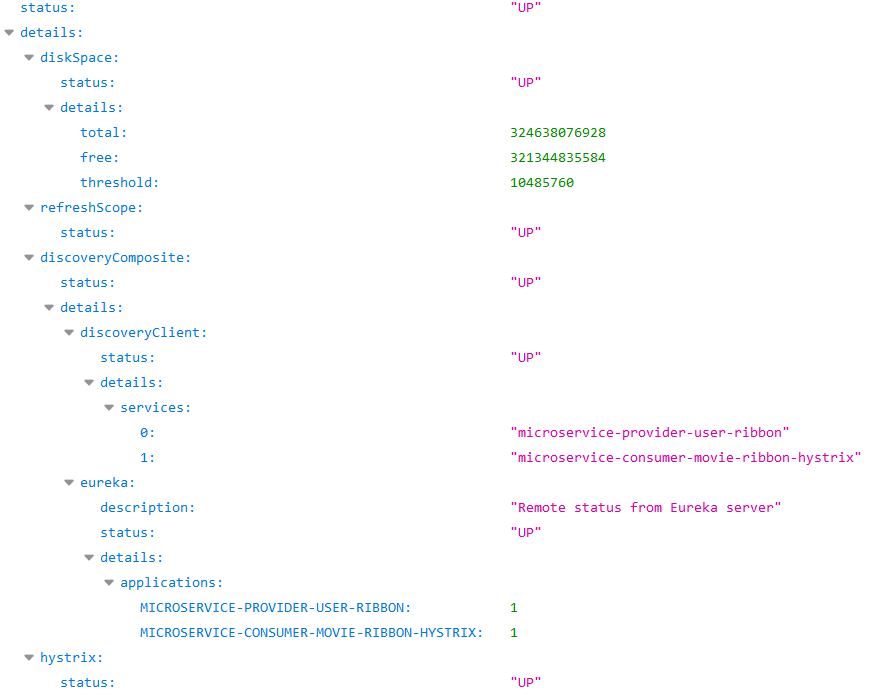 status: "UP"
details:
diskSpace:
status: "UP"
details:
total: 324638076928
free: 321344835584
threshold: 10485760
refreshScope:
status: "UP"
discoveryComposite:
status: "UP"
details:
discoveryClient:
status: "UP"
details:
services:
0: "microservice-provider-user-ribbon"
1: "microservice-consumer-movie-ribbon-hystrix"
eureka:
description: "Remote status from Eureka server"
status: "UP"
details:
applications:
MICROSERVICE-PROVIDER-USER-RIBBON: 1
MICROSERVICE-CONSUMER-MOVIE-RIBBON-HYSTRIX: 1
hystrix:
status: "UP"